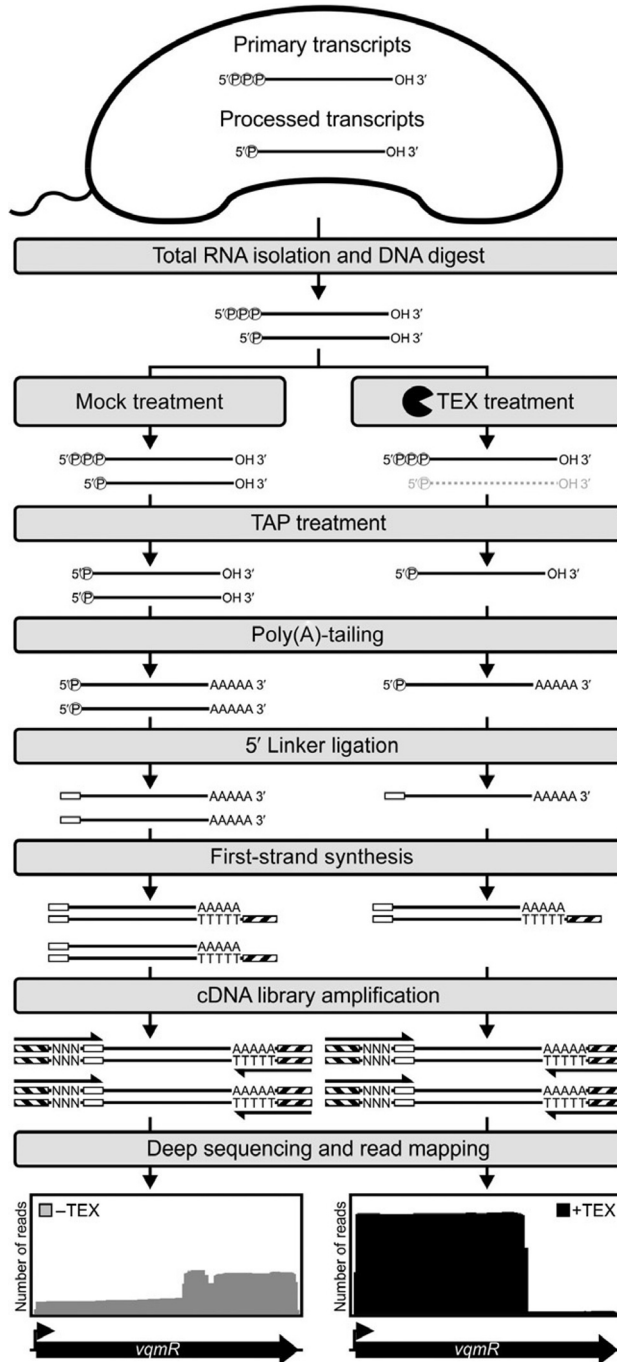 Primary transcripts
5′PPP OH 3′
Processed transcripts
5′P OH 3′
Total RNA isolation and DNA digest
5′PPP OH 3′
5′P OH 3′
Mock treatment
TEX treatment
5′PPP OH 3′
5′P OH 3′
5′PPP OH 3′
5′P OH 3′
TAP treatment
5′P OH 3′
5′P OH 3′
5′P OH 3′
Poly(A)-tailing
5′P AAAAA 3′
5′P AAAAA 3′
5′P AAAAA 3′
5′ Linker ligation
AAAAA 3′
AAAAA 3′
AAAAA 3′
First-strand synthesis
AAAAA
TTTTT
AAAAA
TTTTT
AAAAA
TTTTT
cDNA library amplification
NNN AAAAA
NNN TTTTT
NNN AAAAA
NNN TTTTT
NNN AAAAA
NNN TTTTT
NNN AAAAA
NNN TTTTT
Deep sequencing and read mapping
Number of reads
–TEX
vqmR
Number of reads
+TEX
vqmR